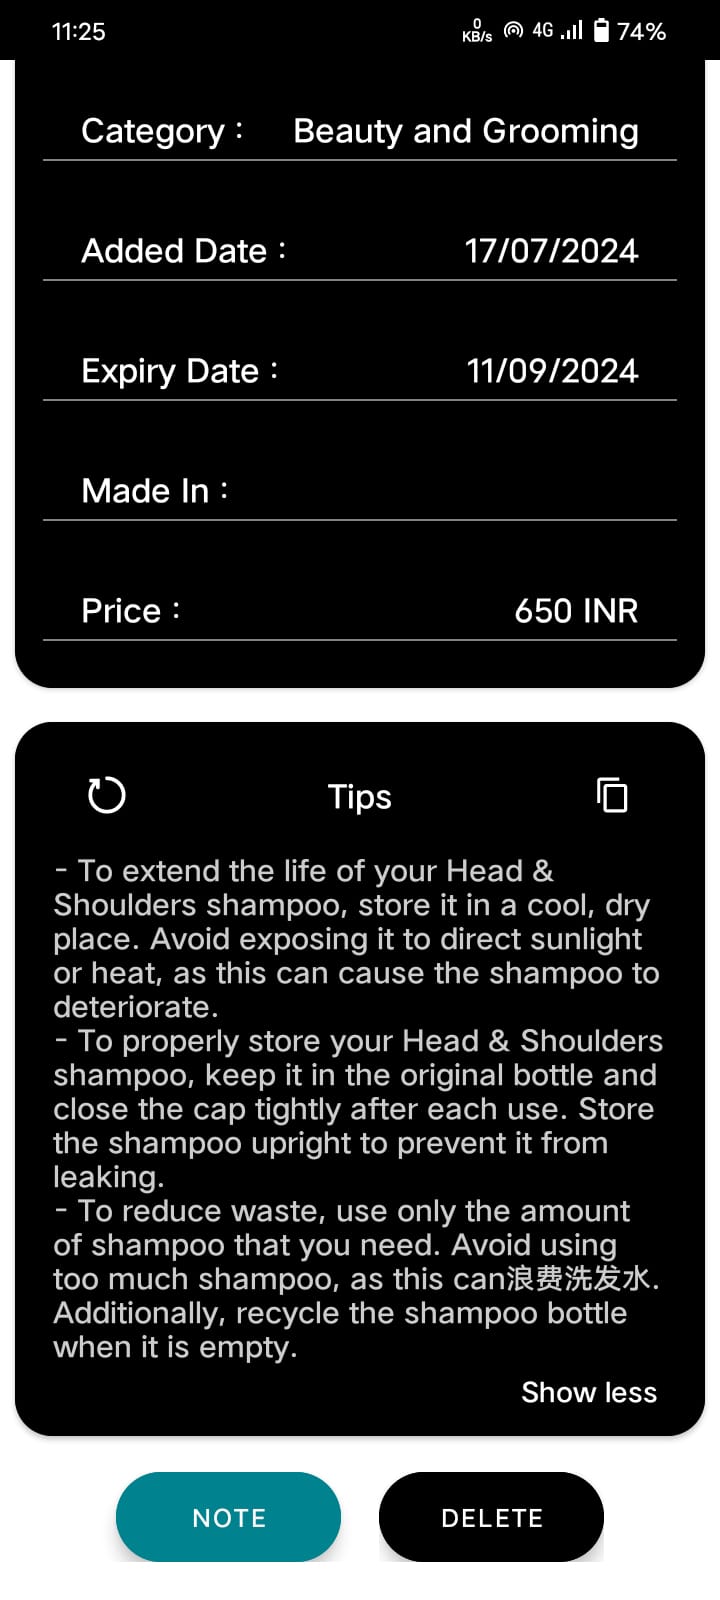 11:25
0 KB/s 4G 74%
Category : Beauty and Grooming
Added Date : 17/07/2024
Expiry Date : 11/09/2024
Made In :
Price : 650 INR
Tips
- To extend the life of your Head &
Shoulders shampoo, store it in a cool, dry
place. Avoid exposing it to direct sunlight
or heat, as this can cause the shampoo to
deteriorate.
- To properly store your Head & Shoulders
shampoo, keep it in the original bottle and
close the cap tightly after each use. Store
the shampoo upright to prevent it from
leaking.
- To reduce waste, use only the amount
of shampoo that you need. Avoid using
too much shampoo, as this can浪费洗发水.
Additionally, recycle the shampoo bottle
when it is empty.
Show less
NOTE DELETE